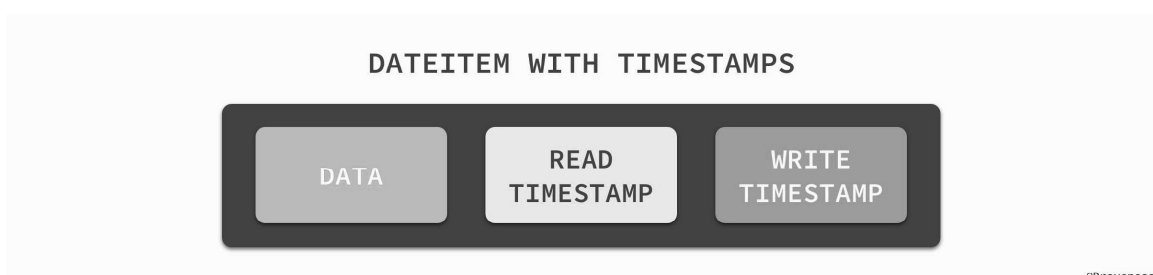 DATEITEM WITH TIMESTAMPS
DATA
READ
TIMESTAMP
WRITE
TIMESTAMP